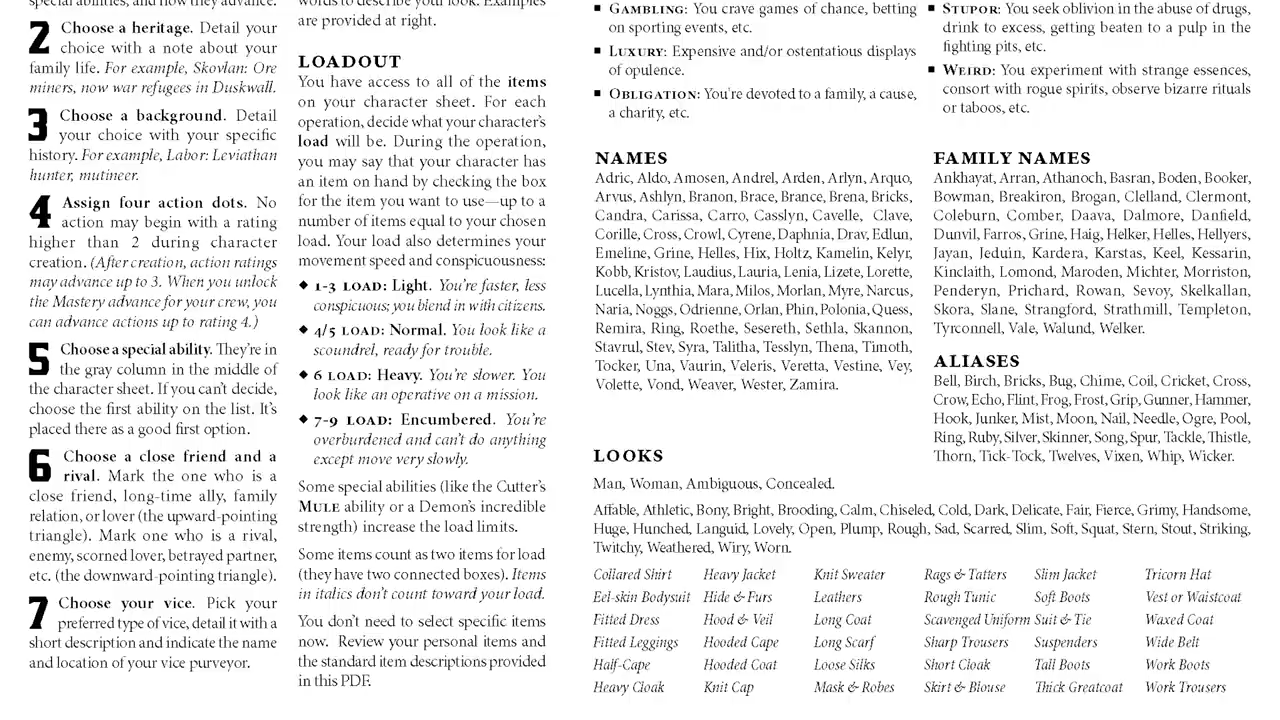 special abilities, and how they advance.
2 Choose a heritage. Detail your
choice with a note about your
family life. For example, Skovlan: Ore
miners, now war refugees in Duskwall.
3 Choose a background. Detail
your choice with your specific
history. For example, Labor: Leviathan
hunter, mutineer.
4 Assign four action dots. No
action may begin with a rating
higher than 2 during character
creation. (After creation, action ratings
may advance up to 3. When you unlock
the Mastery advance for your crew, you
can advance actions up to rating 4.)
5 Choose a special ability. They're in
the gray column in the middle of
the character sheet. If you can't decide,
choose the first ability on the list. It's
placed there as a good first option.
6 Choose a close friend and a
rival. Mark the one who is a
close friend, long-time ally, family
relation, or lover (the upward-pointing
triangle). Mark one who is a rival,
enemy, scorned lover, betrayed partner,
etc. (the downward-pointing triangle).
7 Choose your vice. Pick your
preferred type of vice, detail it with a
short description and indicate the name
and location of your vice purveyor.
words to describe your look. Examples
are provided at right.
LOADOUT
You have access to all of the items
on your character sheet. For each
operation, decide what your character's
load will be. During the operation,
you may say that your character has
an item on hand by checking the box
for the item you want to use—up to a
number of items equal to your chosen
load. Your load also determines your
movement speed and conspicuousness:
◆ 1-3 LOAD: Light. You're faster, less
conspicuous; you blend in with citizens.
◆ 4/5 LOAD: Normal. You look like a
scoundrel, ready for trouble.
◆ 6 LOAD: Heavy. You're slower. You
look like an operative on a mission.
◆ 7-9 LOAD: Encumbered. You're
overburdened and can't do anything
except move very slowly.
Some special abilities (like the Cutter's
MULE ability or a Demon's incredible
strength) increase the load limits.
Some items count as two items for load
(they have two connected boxes). Items
in italics don't count toward your load.
You don't need to select specific items
now. Review your personal items and
the standard item descriptions provided
in this PDF.
■ GAMBLING: You crave games of chance, betting
on sporting events, etc.
■ LUXURY: Expensive and/or ostentatious displays
of opulence.
■ OBLIGATION: You're devoted to a family, a cause,
a charity, etc.
■ STUPOR: You seek oblivion in the abuse of drugs,
drink to excess, getting beaten to a pulp in the
fighting pits, etc.
■ WEIRD: You experiment with strange essences,
consort with rogue spirits, observe bizarre rituals
or taboos, etc.
NAMES
Adric, Aldo, Amosen, Andrel, Arden, Arlyn, Arquo,
Arvus, Ashlyn, Branon, Brace, Brance, Brena, Bricks,
Candra, Carissa, Carro, Casslyn, Cavelle, Clave,
Corille, Cross, Crowl, Cyrene, Daphnia, Drav, Edlun,
Emeline, Grine, Helles, Hix, Holtz, Kamelin, Kelyr,
Kobb, Kristov, Laudius, Lauria, Lenia, Lizete, Lorette,
Lucella, Lynthia, Mara, Milos, Morlan, Myre, Narcus,
Naria, Noggs, Odrienne, Orlan, Phin, Polonia, Quess,
Remira, Ring, Roethe, Sesereth, Sethla, Skannon,
Stavrul, Stev, Syra, Talitha, Tesslyn, Thena, Timoth,
Tocker, Una, Vaurin, Veleris, Veretta, Vestine, Vey,
Volette, Vond, Weaver, Wester, Zamira.
FAMILY NAMES
Ankhayat, Arran, Athanoch, Basran, Boden, Booker,
Bowman, Breakiron, Brogan, Clelland, Clermont,
Coleburn, Comber, Daava, Dalmore, Danfield,
Dunvil, Farros, Grine, Haig, Helker, Helles, Hellyers,
Jayan, Jeduin, Kardera, Karstas, Keel, Kessarin,
Kinclaith, Lomond, Maroden, Michter, Morriston,
Penderyn, Prichard, Rowan, Sevoy, Skelkallan,
Skora, Slane, Strangford, Strathmill, Templeton,
Tyrconnell, Vale, Walund, Welker.
ALIASES
Bell, Birch, Bricks, Bug, Chime, Coil, Cricket, Cross,
Crow, Echo, Flint, Frog, Frost, Grip, Gunner, Hammer,
Hook, Junker, Mist, Moon, Nail, Needle, Ogre, Pool,
Ring, Ruby, Silver, Skinner, Song, Spur, Tackle, Thistle,
Thorn, Tick-Tock, Twelves, Vixen, Whip, Wicker.
LOOKS
Man, Woman, Ambiguous, Concealed.
Affable, Athletic, Bony, Bright, Brooding, Calm, Chiseled, Cold, Dark, Delicate, Fair, Fierce, Grimy, Handsome,
Huge, Hunched, Languid, Lovely, Open, Plump, Rough, Sad, Scarred, Slim, Soft, Squat, Stern, Stout, Striking,
Twitchy, Weathered, Wiry, Worn.
Collared Shirt Heavy Jacket Knit Sweater Rags & Tatters Slim Jacket Tricorn Hat
Eel-skin Bodysuit Hide & Furs Leathers Rough Tunic Soft Boots Vest or Waistcoat
Fitted Dress Hood & Veil Long Coat Scavenged Uniform Suit & Tie Waxed Coat
Fitted Leggings Hooded Cape Long Scarf Sharp Trousers Suspenders Wide Belt
Half-Cape Hooded Coat Loose Silks Short Cloak Tall Boots Work Boots
Heavy Cloak Knit Cap Mask & Robes Skirt & Blouse Thick Greatcoat Work Trousers